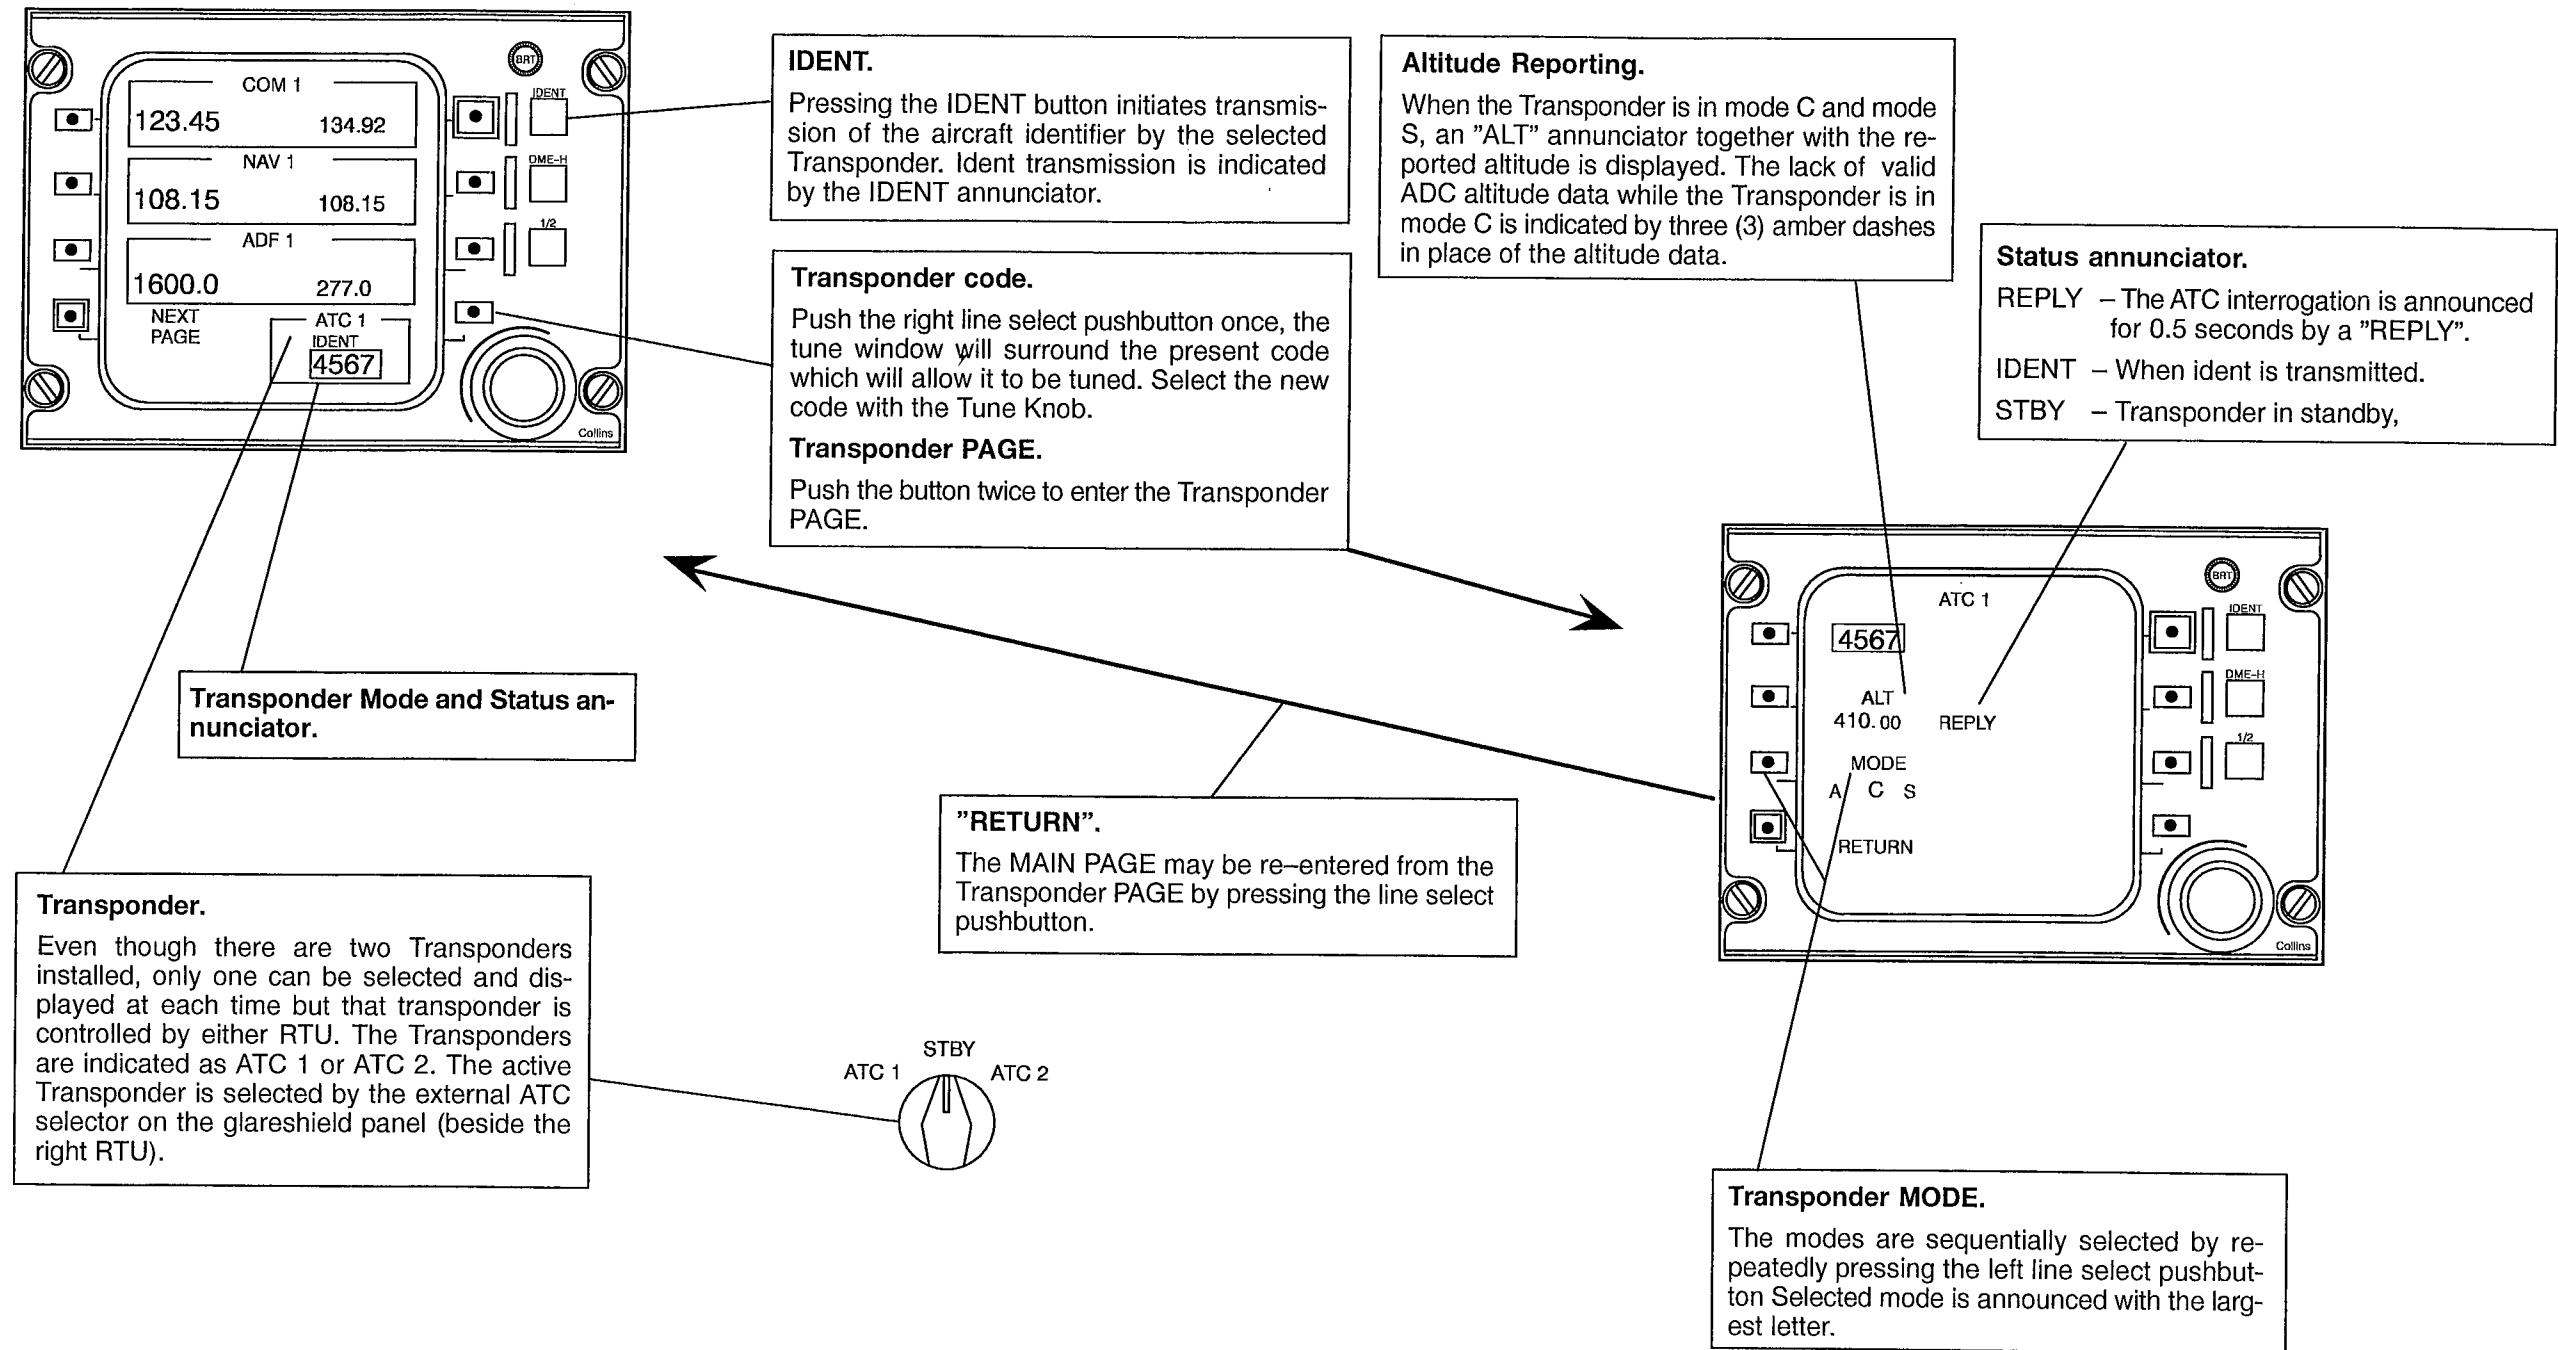 BRT
IDENT
COM 1
123.45 134.92
DME-H
NAV 1
108.15 108.15
1/2
ADF 1
1600.0 277.0
NEXT
PAGE
ATC 1
IDENT
4567
Collins
IDENT.
Pressing the IDENT button initiates transmis-
sion of the aircraft identifier by the selected
Transponder. Ident transmission is indicated
by the IDENT annunciator.
Transponder code.
Push the right line select pushbutton once, the
tune window will surround the present code
which will allow it to be tuned. Select the new
code with the Tune Knob.
Transponder PAGE.
Push the button twice to enter the Transponder
PAGE.
Altitude Reporting.
When the Transponder is in mode C and mode
S, an ”ALT” annunciator together with the re-
ported altitude is displayed. The lack of valid
ADC altitude data while the Transponder is in
mode C is indicated by three (3) amber dashes
in place of the altitude data.
Status annunciator.
REPLY – The ATC interrogation is announced
for 0.5 seconds by a ”REPLY”.
IDENT – When ident is transmitted.
STBY – Transponder in standby,
Transponder Mode and Status an-
nunciator.
BRT
ATC 1
IDENT
4567
DME-H
ALT
410.00 REPLY
1/2
MODE
A C S
RETURN
Collins
”RETURN”.
The MAIN PAGE may be re–entered from the
Transponder PAGE by pressing the line select
pushbutton.
Transponder.
Even though there are two Transponders
installed, only one can be selected and dis-
played at each time but that transponder is
controlled by either RTU. The Transponders
are indicated as ATC 1 or ATC 2. The active
Transponder is selected by the external ATC
selector on the glareshield panel (beside the
right RTU).
STBY
ATC 1 ATC 2
Transponder MODE.
The modes are sequentially selected by re-
peatedly pressing the left line select pushbut-
ton Selected mode is announced with the larg-
est letter.